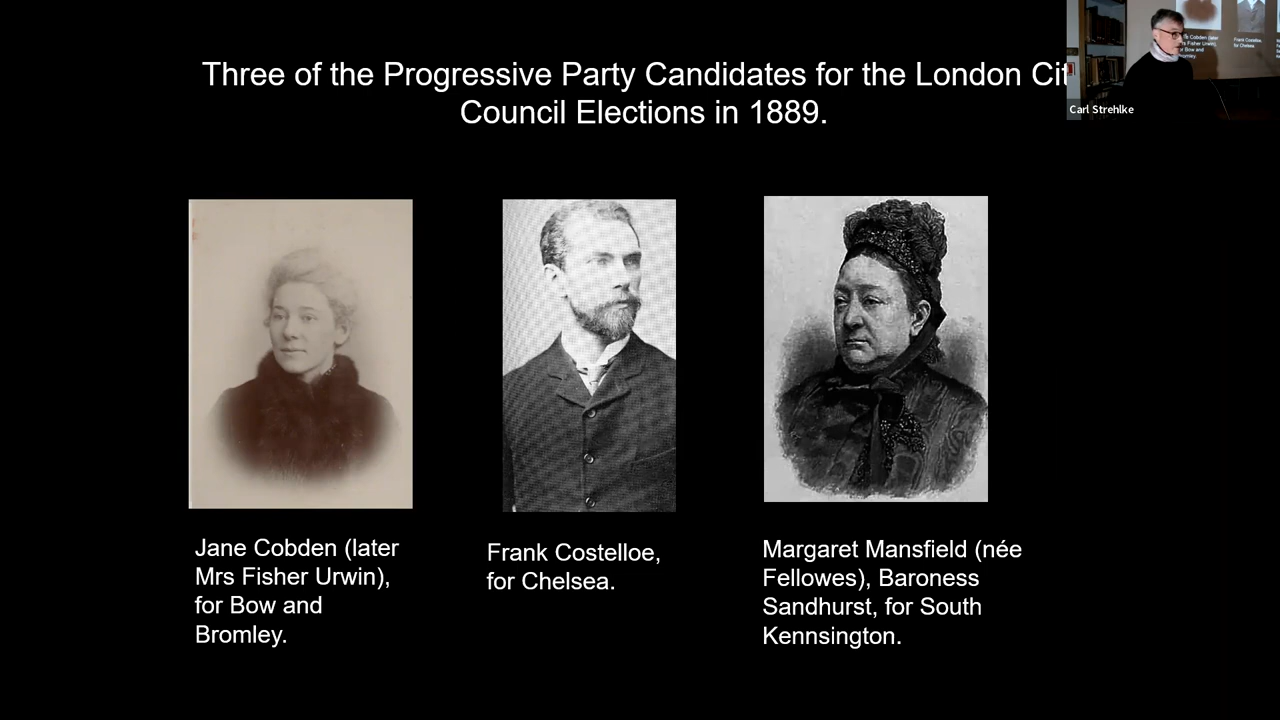 Three of the Progressive Party Candidates for the London Cit
Council Elections in 1889.
Carl Strehlke
Jane Cobden (later
Mrs Fisher Urwin),
for Bow and
Bromley.
Frank Costelloe,
for Chelsea.
Margaret Mansfield (née
Fellowes), Baroness
Sandhurst, for South
Kennsington.